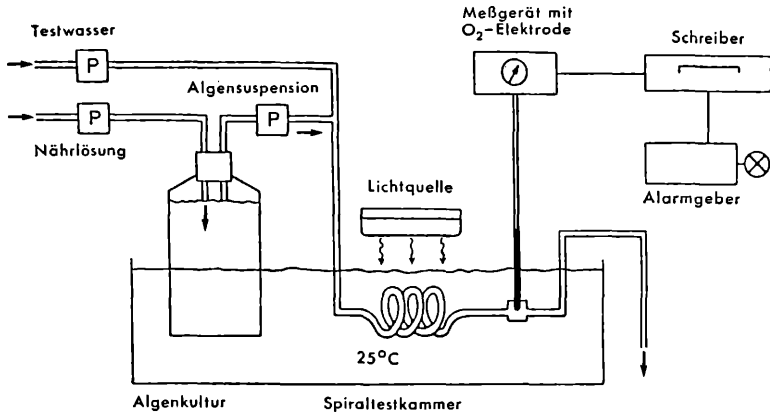 Testwasser
P
Meßgerät mit
O₂-Elektrode
Schreiber
Algensuspension
P
P
Nährlösung
Lichtquelle
Alarmgeber
25°C
Algenkultur
Spiraltestkammer